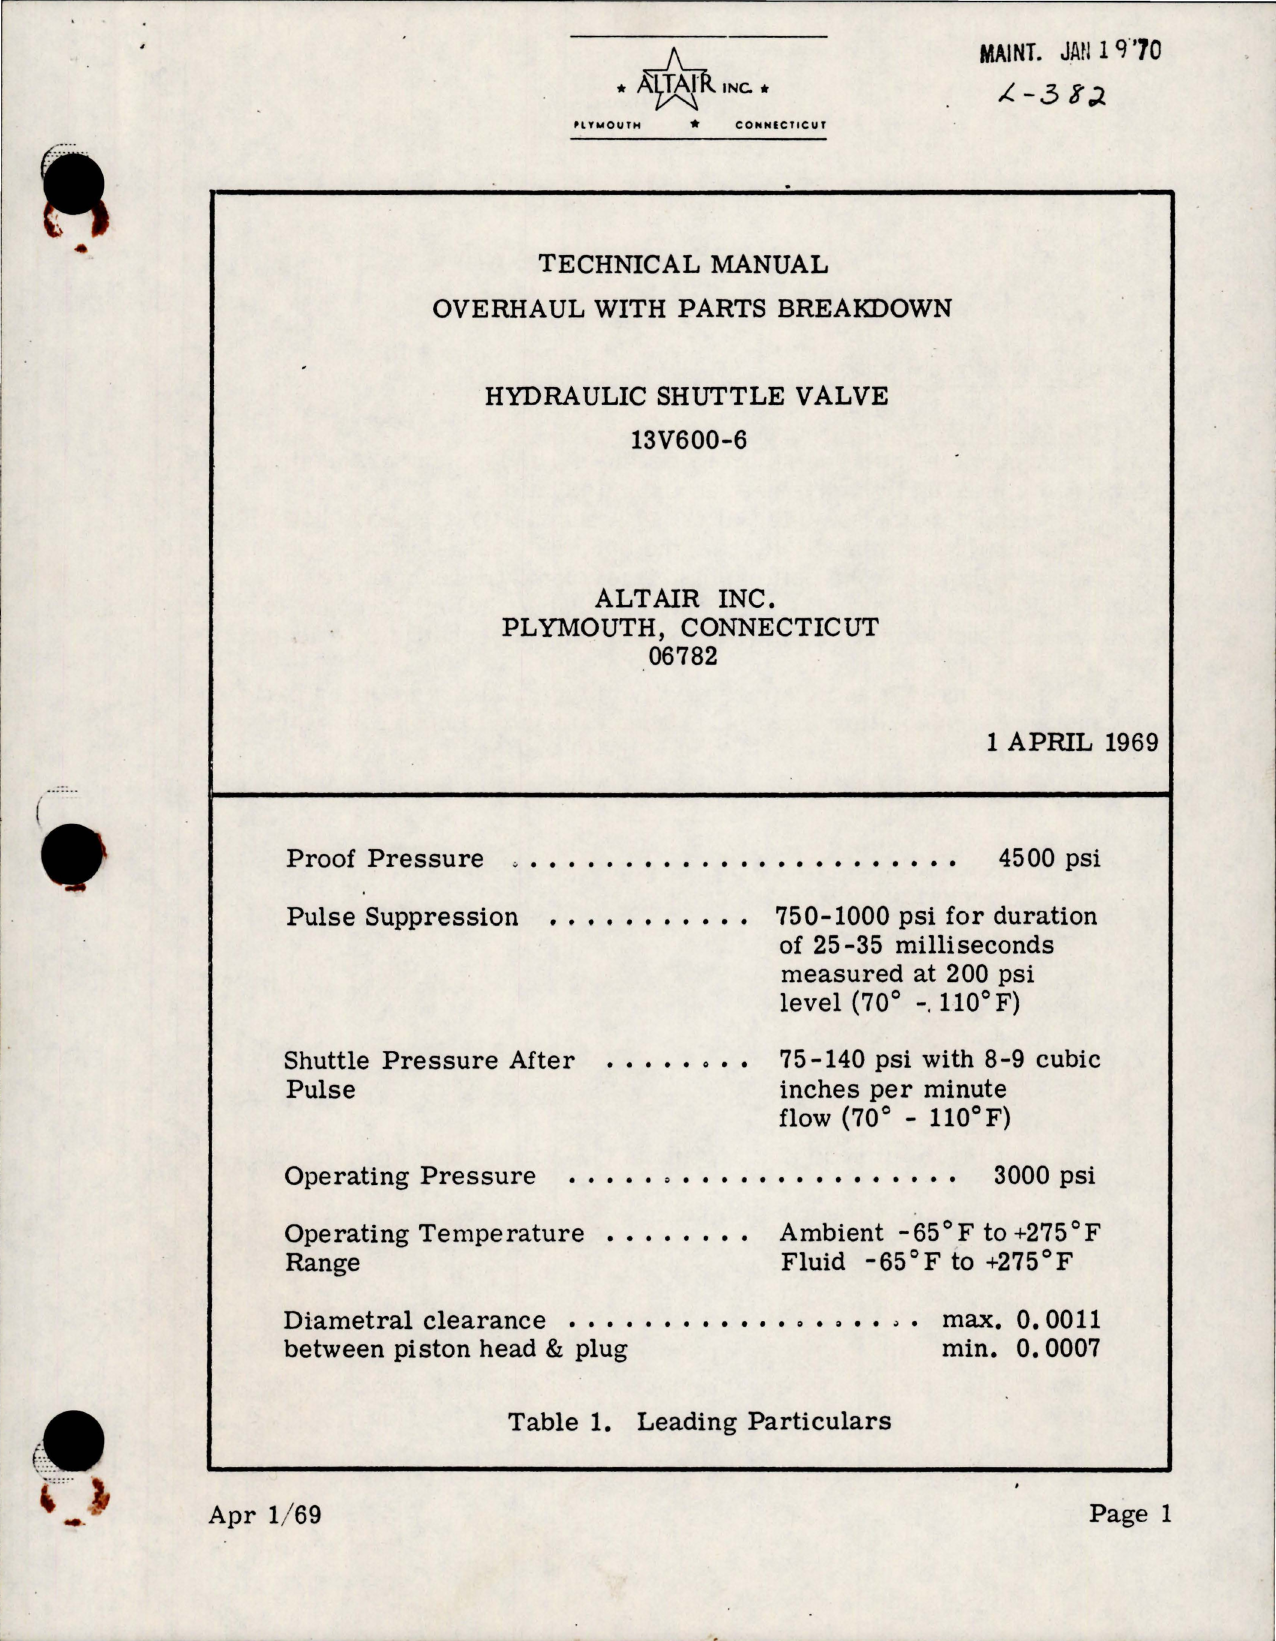 MAINT. JAN 19 '70
L-382
★ ALTAIR INC. ★
PLYMOUTH ★ CONNECTICUT
TECHNICAL MANUAL
OVERHAUL WITH PARTS BREAKDOWN
HYDRAULIC SHUTTLE VALVE
13V600-6
ALTAIR INC.
PLYMOUTH, CONNECTICUT
06782
1 APRIL 1969
Proof Pressure . . . . . . . . . . . . . . . . . . . . . . . . 4500 psi
Pulse Suppression . . . . . . . . . . . 750-1000 psi for duration
of 25-35 milliseconds
measured at 200 psi
level (70° - 110°F)
Shuttle Pressure After . . . . . . . . 75-140 psi with 8-9 cubic
Pulse inches per minute
flow (70° - 110°F)
Operating Pressure . . . . . . . . . . . . . . . . . . . . . 3000 psi
Operating Temperature . . . . . . . . Ambient -65°F to +275°F
Range Fluid -65°F to +275°F
Diametral clearance . . . . . . . . . . . . . . . . . . . max. 0.0011
between piston head & plug min. 0.0007
Table 1. Leading Particulars
Apr 1/69 Page 1